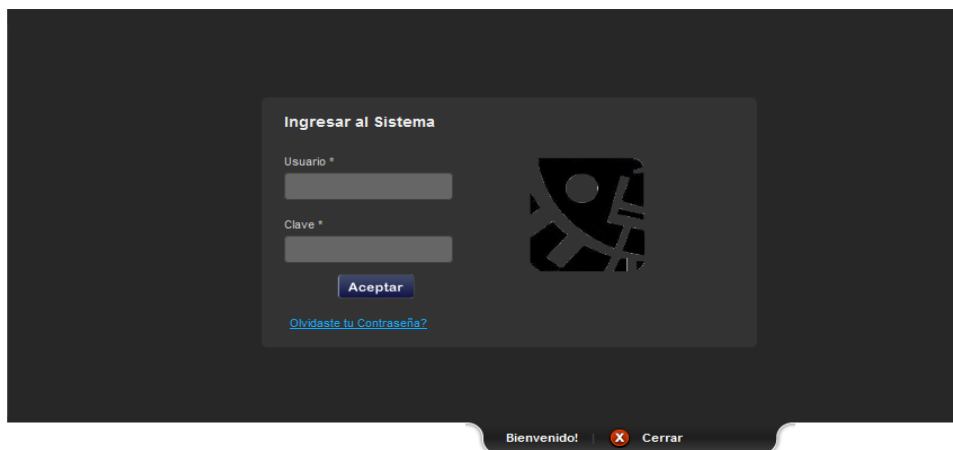 Ingresar al Sistema
Usuario *
Clave *
Aceptar
Olvidaste tu Contraseña?
Bienvenido! | X Cerrar